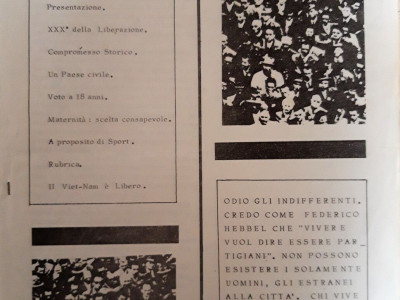 Presentazione.
XXX° della Liberazione.
Compromesso Storico.
Un Paese civile.
Voto a 18 anni.
Maternità : scelta consapevole.
A proposito di Sport.
Rubrica.
Il Viet-Nam è Libero.
ODIO GLI INDIFFERENTI.
CREDO COME FEDERICO
HEBBEL CHE "VIVERE
VUOL DIRE ESSERE PAR_
TIGIANI". NON POSSONO
ESISTERE I SOLAMENTE
UOMINI, GLI ESTRANEI
ALLA CITTA'. CHI VIVE